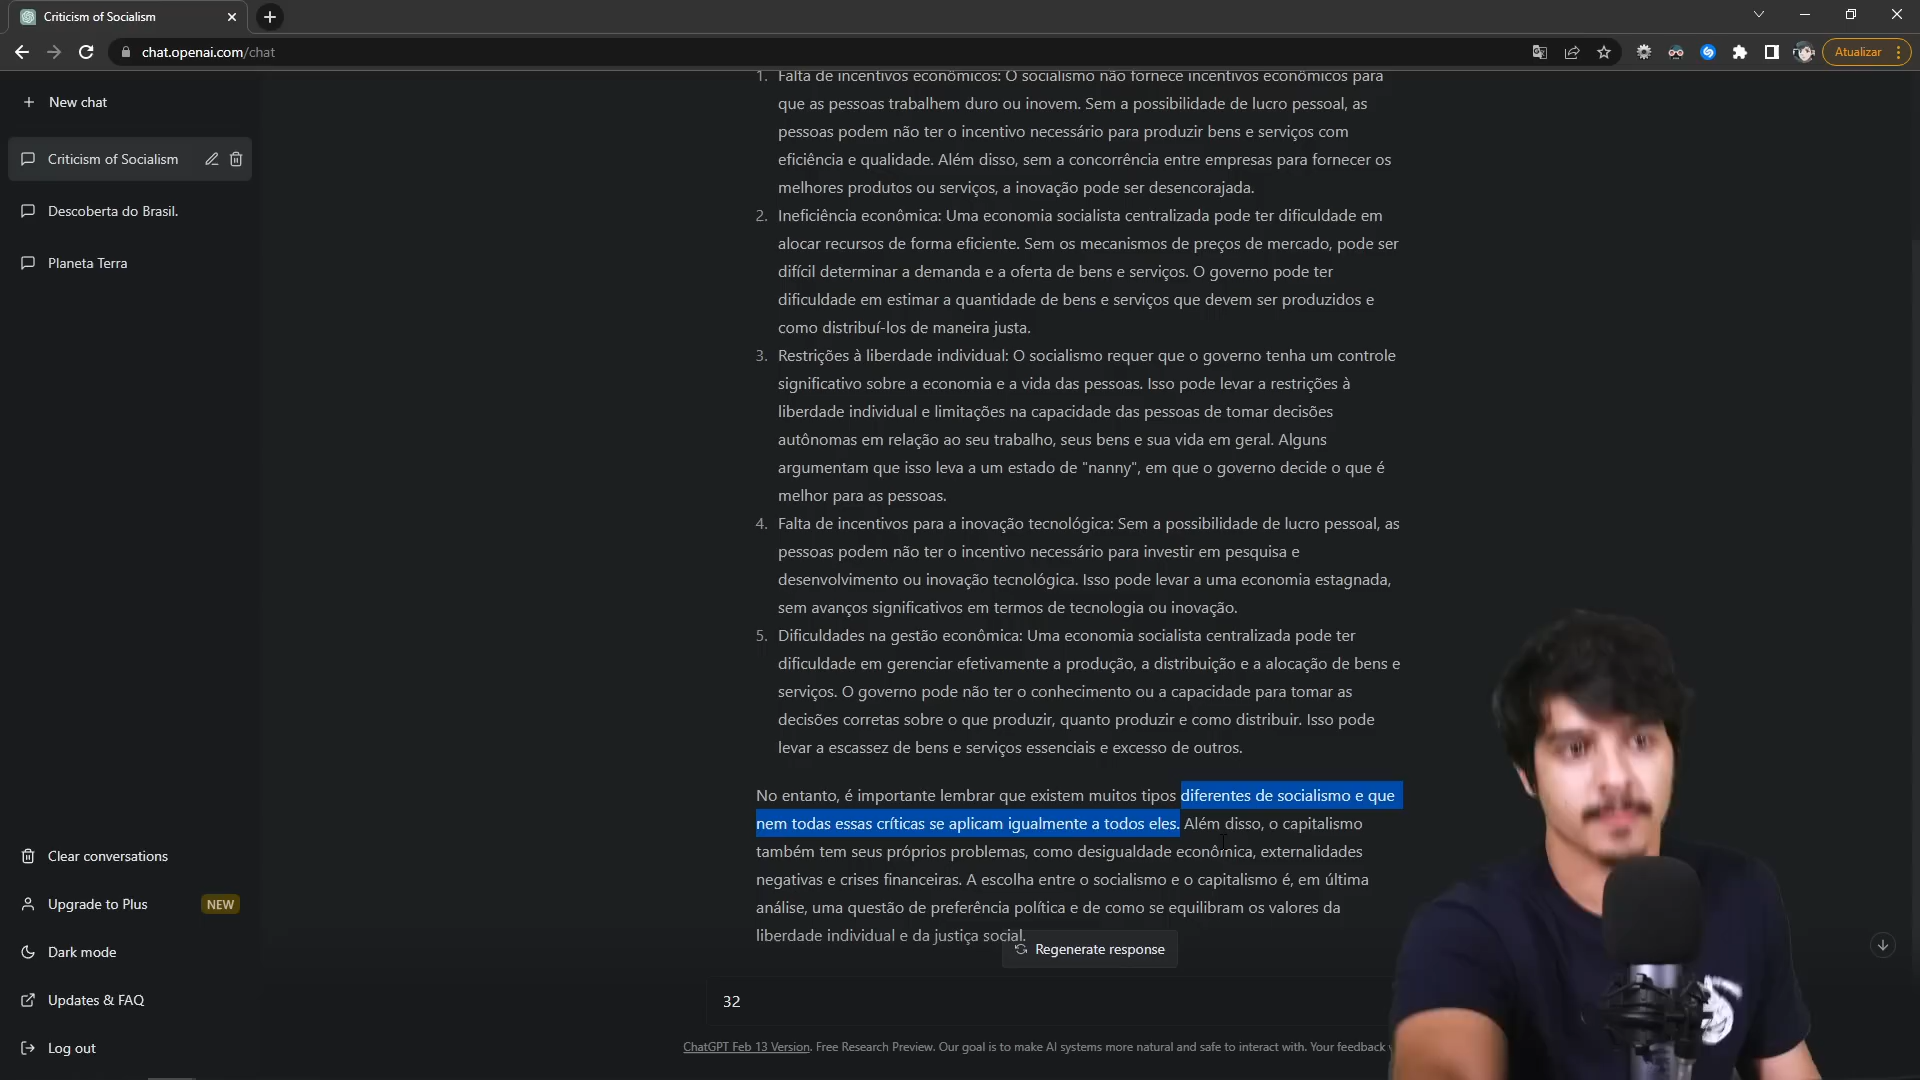 Criticism of Socialism
chat.openai.com/chat
Atualizar
New chat
Criticism of Socialism
Descoberta do Brasil.
Planeta Terra
1. Falta de incentivos econômicos: O socialismo não fornece incentivos econômicos para
que as pessoas trabalhem duro ou inovem. Sem a possibilidade de lucro pessoal, as
pessoas podem não ter o incentivo necessário para produzir bens e serviços com
eficiência e qualidade. Além disso, sem a concorrência entre empresas para fornecer os
melhores produtos ou serviços, a inovação pode ser desencorajada.
2. Ineficiência econômica: Uma economia socialista centralizada pode ter dificuldade em
alocar recursos de forma eficiente. Sem os mecanismos de preços de mercado, pode ser
difícil determinar a demanda e a oferta de bens e serviços. O governo pode ter
dificuldade em estimar a quantidade de bens e serviços que devem ser produzidos e
como distribuí-los de maneira justa.
3. Restrições à liberdade individual: O socialismo requer que o governo tenha um controle
significativo sobre a economia e a vida das pessoas. Isso pode levar a restrições à
liberdade individual e limitações na capacidade das pessoas de tomar decisões
autônomas em relação ao seu trabalho, seus bens e sua vida em geral. Alguns
argumentam que isso leva a um estado de "nanny", em que o governo decide o que é
melhor para as pessoas.
4. Falta de incentivos para a inovação tecnológica: Sem a possibilidade de lucro pessoal, as
pessoas podem não ter o incentivo necessário para investir em pesquisa e
desenvolvimento ou inovação tecnológica. Isso pode levar a uma economia estagnada,
sem avanços significativos em termos de tecnologia ou inovação.
5. Dificuldades na gestão econômica: Uma economia socialista centralizada pode ter
dificuldade em gerenciar efetivamente a produção, a distribuição e a alocação de bens e
serviços. O governo pode não ter o conhecimento ou a capacidade para tomar as
decisões corretas sobre o que produzir, quanto produzir e como distribuir. Isso pode
levar a escassez de bens e serviços essenciais e excesso de outros.
No entanto, é importante lembrar que existem muitos tipos diferentes de socialismo e que
nem todas essas críticas se aplicam igualmente a todos eles. Além disso, o capitalismo
também tem seus próprios problemas, como desigualdade econômica, externalidades
negativas e crises financeiras. A escolha entre o socialismo e o capitalismo é, em última
análise, uma questão de preferência política e de como se equilibram os valores da
liberdade individual e da justiça social.
Regenerate response
32
ChatGPT Feb 13 Version. Free Research Preview. Our goal is to make AI systems more natural and safe to interact with. Your feedback
Clear conversations
Upgrade to Plus NEW
Dark mode
Updates & FAQ
Log out